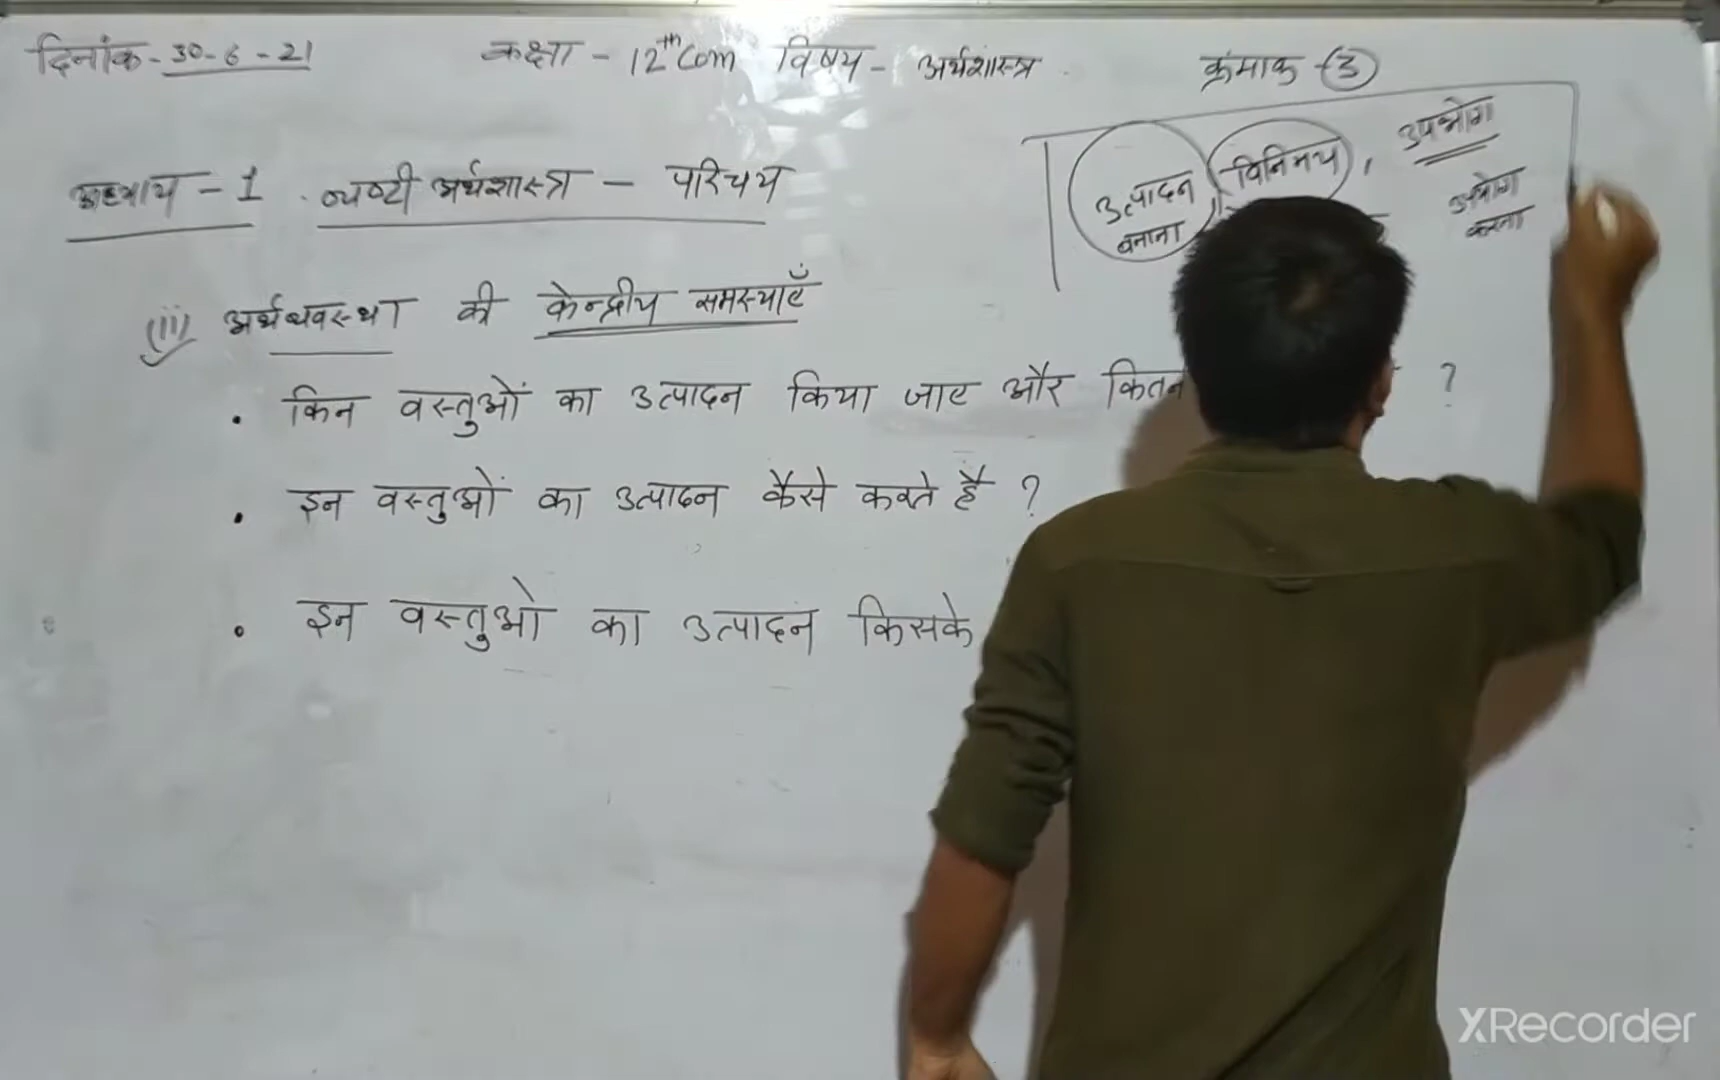 दिनांक - 30-6-21 कक्षा - 12th Com विषय - अर्थशास्त्र क्रंमाक - 3
अध्याय - 1. व्यष्टी अर्थशास्त्र - परिचय
उत्पादन, विनिमय, उपभोग
बनाना
उपयोग
करना
(ii) अर्थव्यवस्था की केन्द्रीय समस्याएँ
• किन वस्तुओं का उत्पादन किया जाए और कितन ?
• इन वस्तुओं का उत्पादन कैसे करते है ?
• इन वस्तुओ का उत्पादन किसके
XRecorder